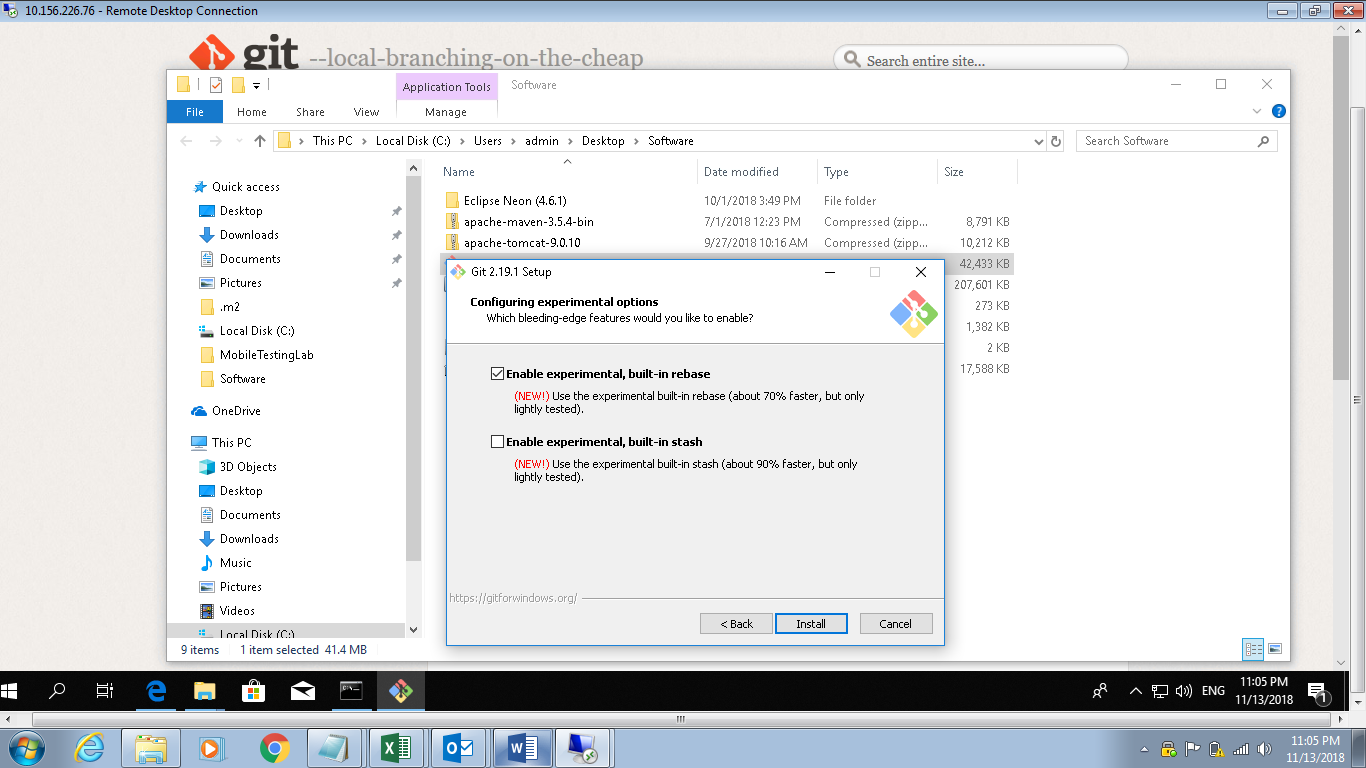 10.156.226.76 - Remote Desktop Connection
git --local-branching-on-the-cheap
Search entire site...
Application Tools
Software
File
Home
Share
View
Manage
This PC
Local Disk (C:)
Users
admin
Desktop
Software
Search Software
Name
Date modified
Type
Size
Quick access
Desktop
Downloads
Documents
Pictures
.m2
Local Disk (C:)
MobileTestingLab
Software
OneDrive
This PC
3D Objects
Desktop
Documents
Downloads
Music
Pictures
Videos
Local Disk (C:)
Eclipse Neon (4.6.1) 10/1/2018 3:49 PM File folder
apache-maven-3.5.4-bin 7/1/2018 12:23 PM Compressed (zipp... 8,791 KB
apache-tomcat-9.0.10 9/27/2018 10:16 AM Compressed (zipp... 10,212 KB
42,433 KB
207,601 KB
273 KB
1,382 KB
2 KB
17,588 KB
Git 2.19.1 Setup
Configuring experimental options
Which bleeding-edge features would you like to enable?
Enable experimental, built-in rebase
(NEW!) Use the experimental built-in rebase (about 70% faster, but only
lightly tested).
Enable experimental, built-in stash
(NEW!) Use the experimental built-in stash (about 90% faster, but only
lightly tested).
https://gitforwindows.org/
< Back
Install
Cancel
9 items
1 item selected 41.4 MB
ENG
11:05 PM
11/13/2018
1
11:05 PM
11/13/2018